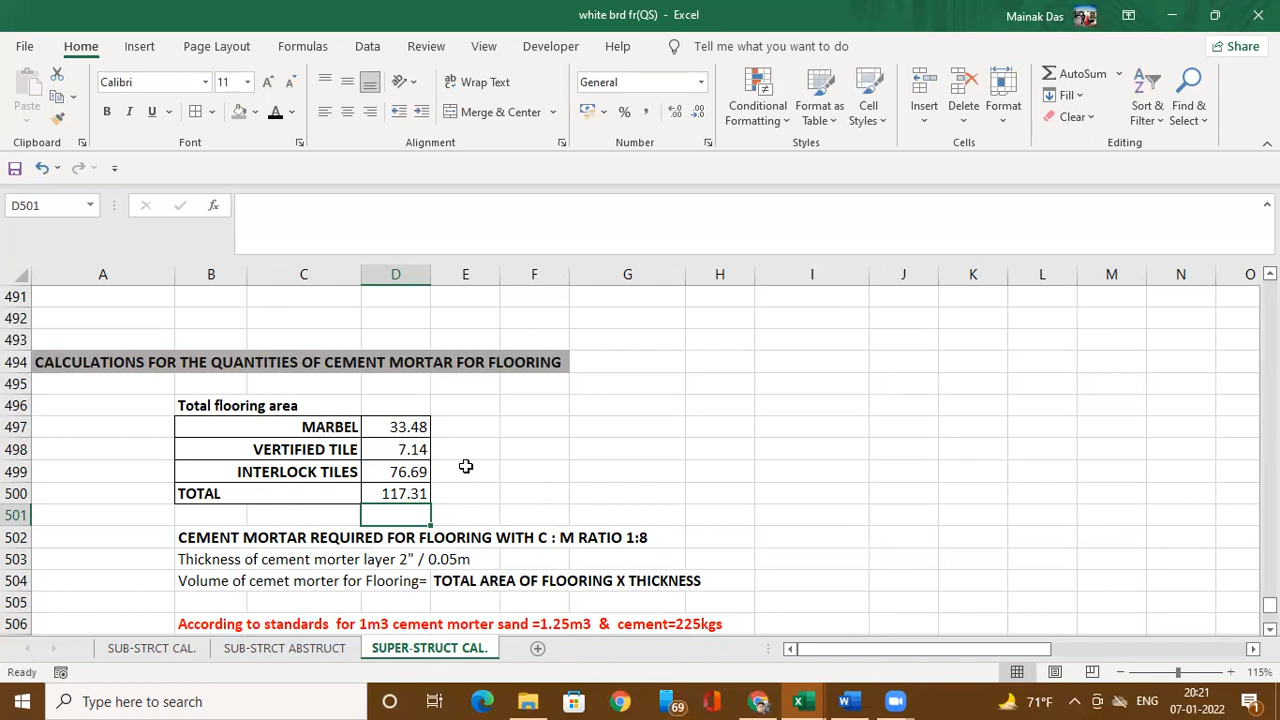 white brd fr(QS) - Excel
Mainak Das
File Home Insert Page Layout Formulas Data Review View Developer Help Tell me what you want to do Share
Paste
Calibri 11
Wrap Text
Merge & Center
General
Conditional Formatting
Format as Table
Cell Styles
Insert Delete Format
AutoSum
Fill
Clear
Sort & Filter
Find & Select
Clipboard Font Alignment Number Styles Cells Editing
D501
fx
A B C D E F G H I J K L M N O
491
492
493
494 CALCULATIONS FOR THE QUANTITIES OF CEMENT MORTAR FOR FLOORING
495
496 Total flooring area
497 MARBEL 33.48
498 VERTIFIED TILE 7.14
499 INTERLOCK TILES 76.69
500 TOTAL 117.31
501
502 CEMENT MORTAR REQUIRED FOR FLOORING WITH C : M RATIO 1:8
503 Thickness of cement morter layer 2" / 0.05m
504 Volume of cemet morter for Flooring= TOTAL AREA OF FLOORING X THICKNESS
505
506 According to standards for 1m3 cement morter sand =1.25m3 & cement=225kgs
SUB-STRCT CAL. SUB-STRCT ABSTRUCT SUPER-STRUCT CAL.
Ready 115%
Type here to search
69
71°F
ENG
20:21
07-01-2022
1